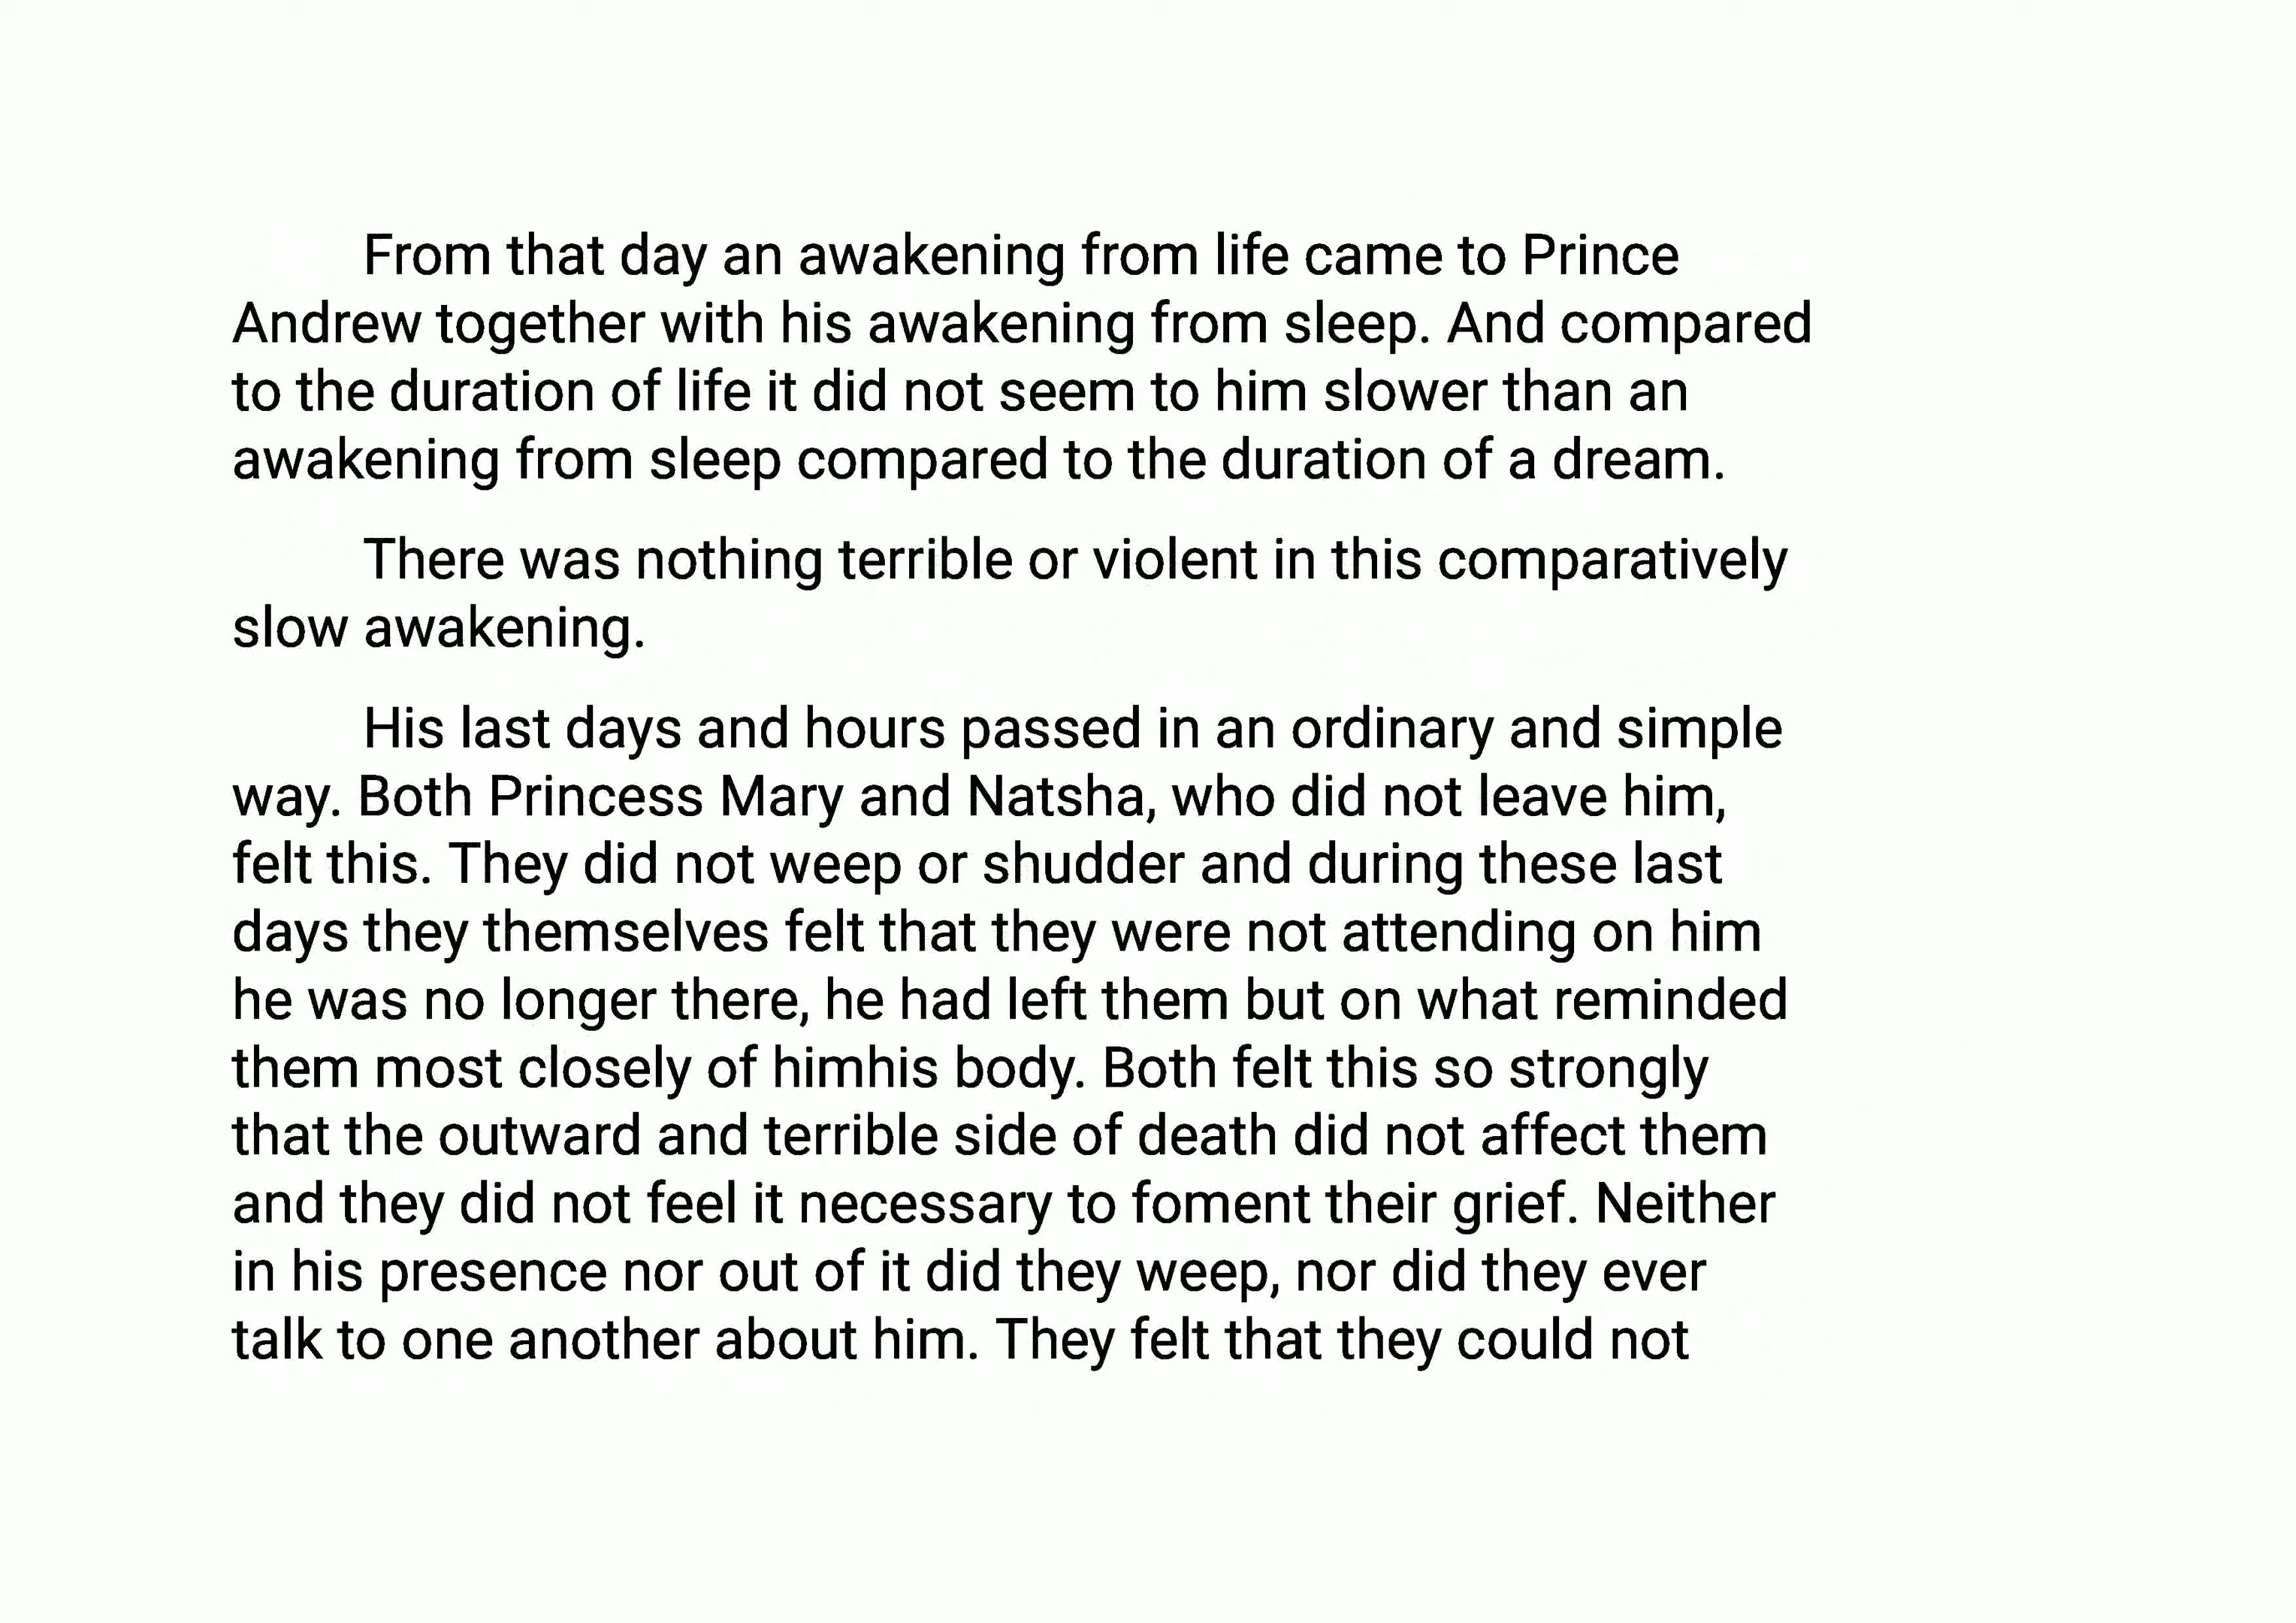 From that day an awakening from life came to Prince
Andrew together with his awakening from sleep. And compared
to the duration of life it did not seem to him slower than an
awakening from sleep compared to the duration of a dream.
There was nothing terrible or violent in this comparatively
slow awakening.
His last days and hours passed in an ordinary and simple
way. Both Princess Mary and Natsha, who did not leave him,
felt this. They did not weep or shudder and during these last
days they themselves felt that they were not attending on him
he was no longer there, he had left them but on what reminded
them most closely of himhis body. Both felt this so strongly
that the outward and terrible side of death did not affect them
and they did not feel it necessary to foment their grief. Neither
in his presence nor out of it did they weep, nor did they ever
talk to one another about him. They felt that they could not